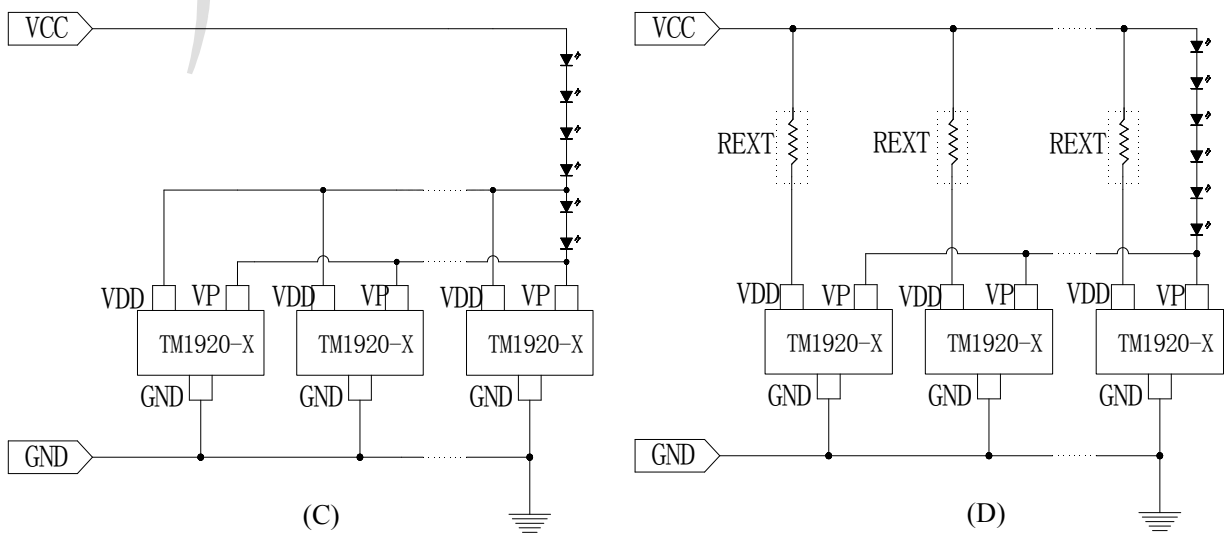 VCC
VDD VP VDD VP VDD VP
TM1920-X TM1920-X TM1920-X
GND GND GND
GND
(C)
VCC
REXT REXT REXT
VDD VP VDD VP VDD VP
TM1920-X TM1920-X TM1920-X
GND GND GND
GND
(D)